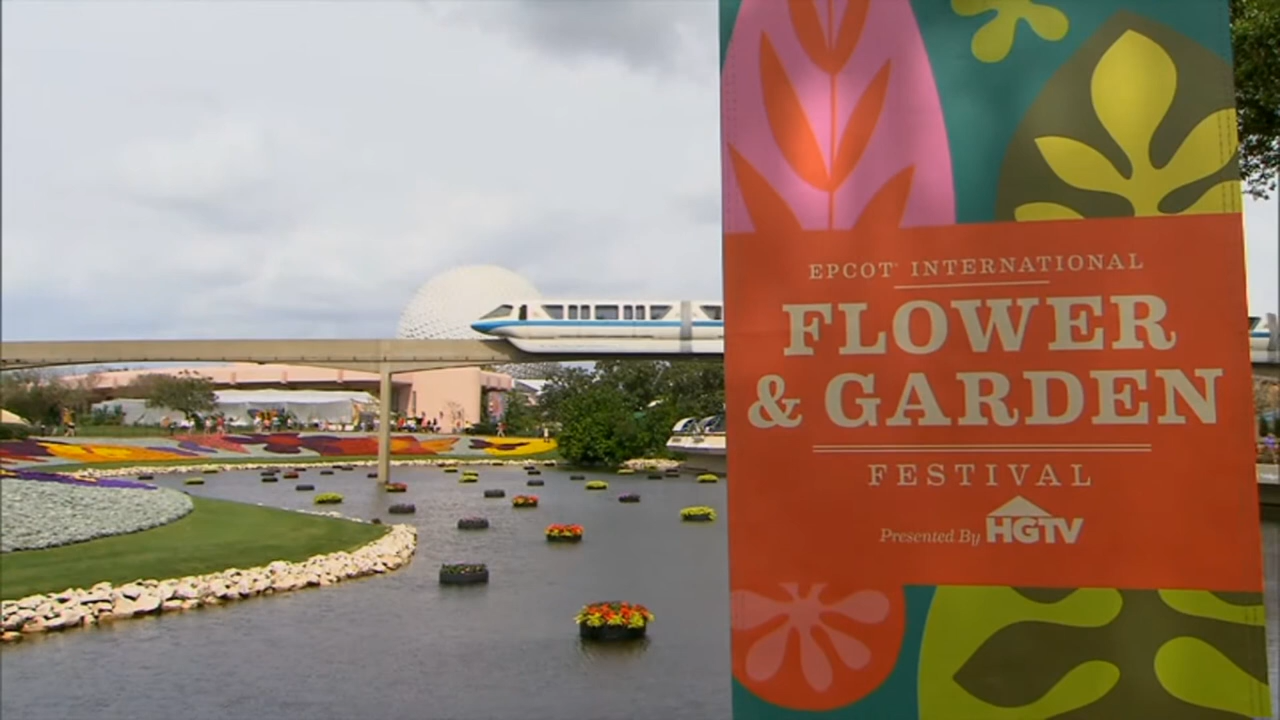 EPCOT INTERNATIONAL
FLOWER
& GARDEN
FESTIVAL
Presented By HGTV